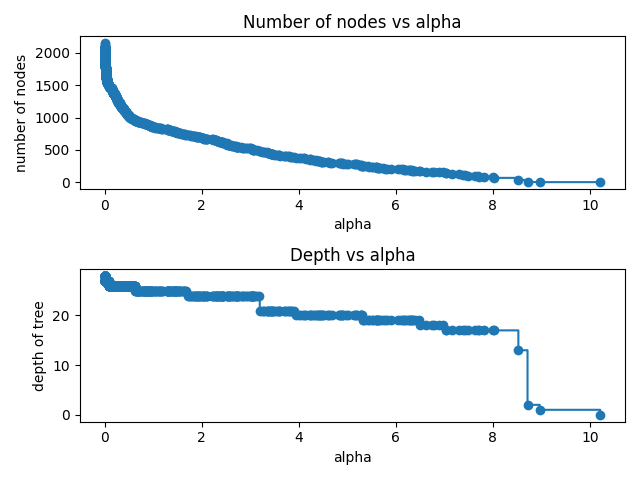 Number of nodes vs alpha
number of nodes
2000
1500
1000
500
0
0 2 4 6 8 10
alpha
Depth vs alpha
depth of tree
20
10
0
0 2 4 6 8 10
alpha